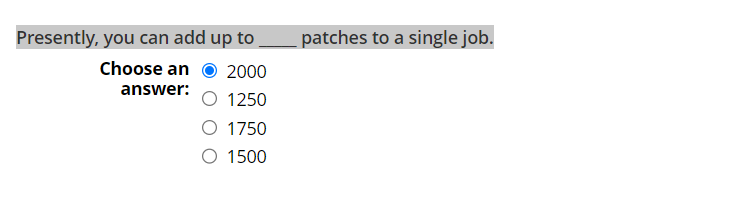 Presently, you can add up to _____ patches to a single job.
Choose an answer:
2000
1250
1750
1500